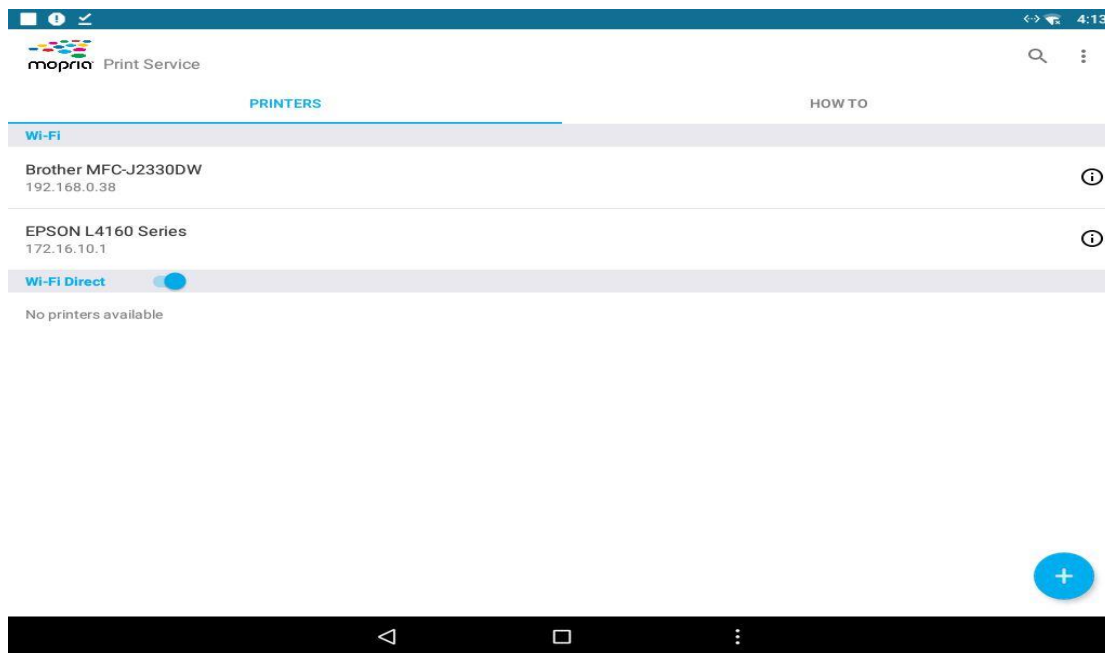 4:13
mopria Print Service
PRINTERS HOW TO
Wi-Fi
Brother MFC-J2330DW
192.168.0.38
EPSON L4160 Series
172.16.10.1
Wi-Fi Direct
No printers available